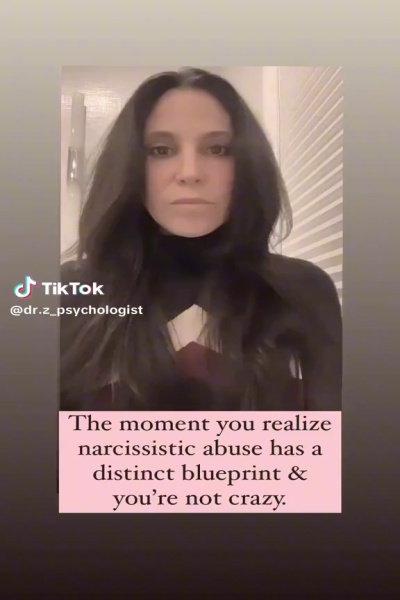 TikTok
@dr.z_psychologist
The moment you realize
narcissistic abuse has a
distinct blueprint &
you're not crazy.